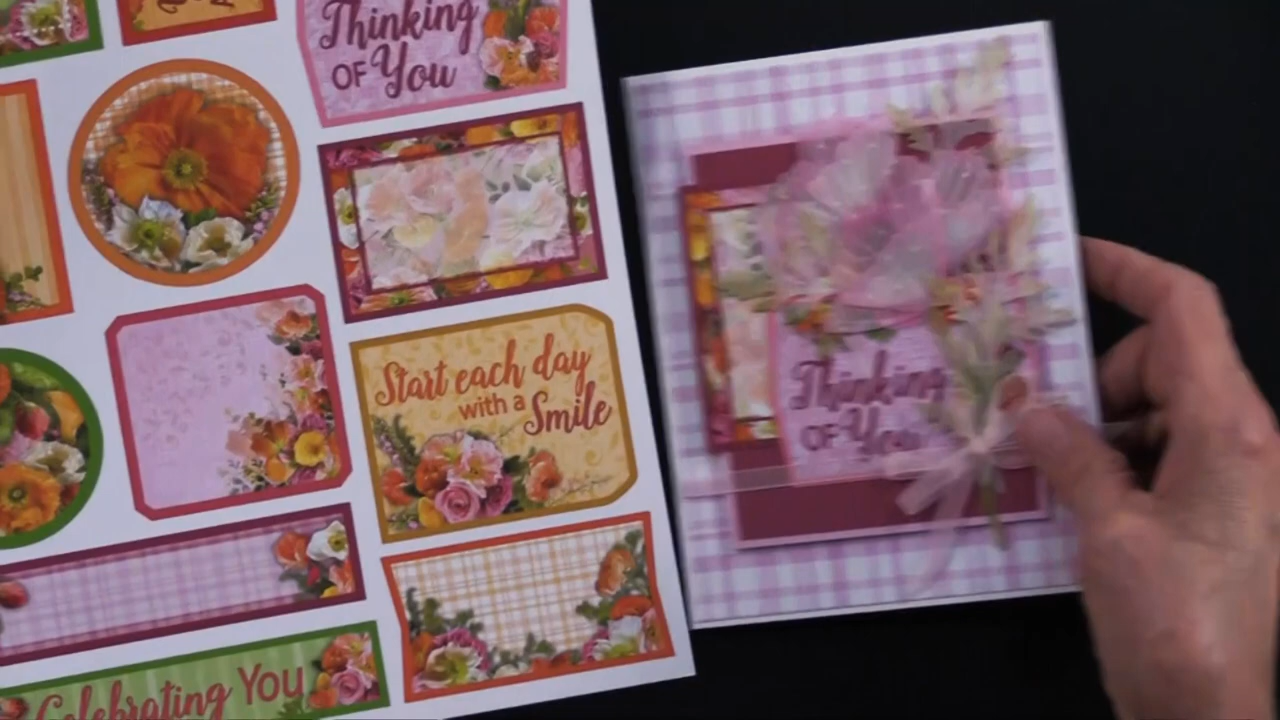 Thinking
OF You
Start each day
with a Smile
Celebrating You
Thinking
OF You